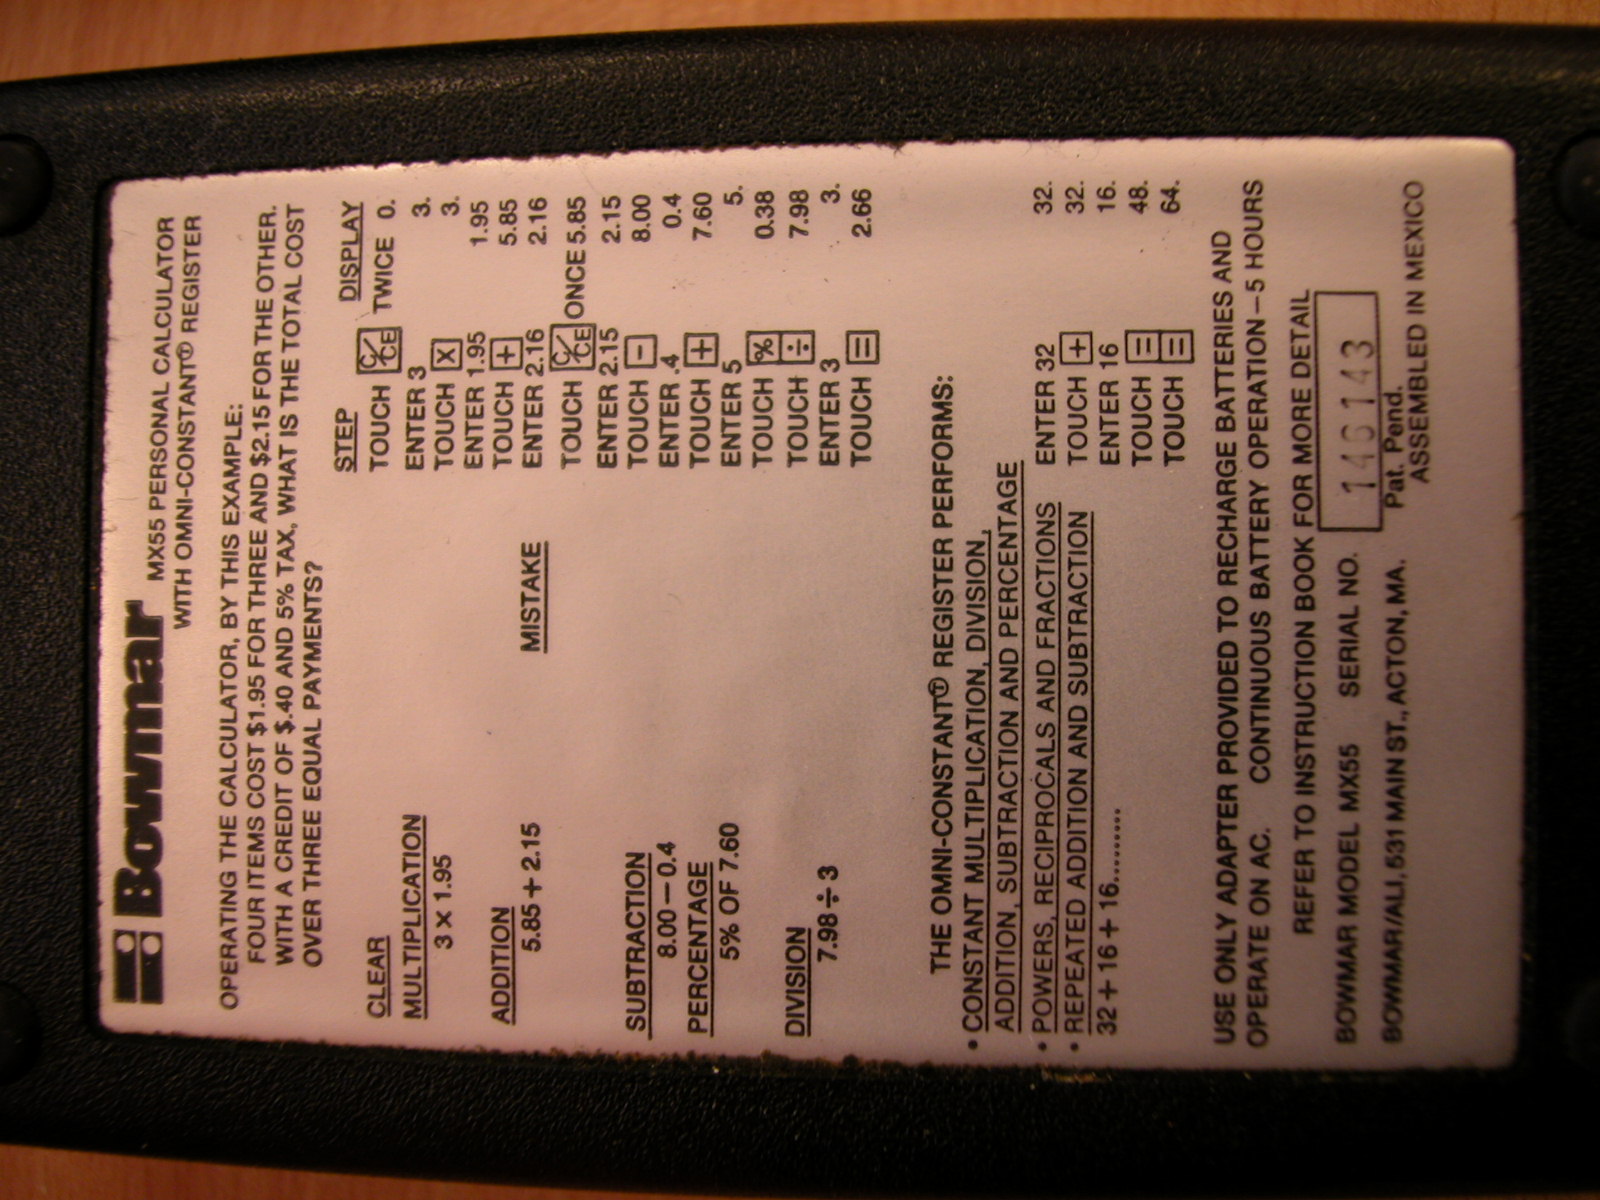 Bowmar MX55 PERSONAL CALCULATOR
WITH OMNI-CONSTANT® REGISTER
OPERATING THE CALCULATOR, BY THIS EXAMPLE:
FOUR ITEMS COST $1.95 FOR THREE AND $2.15 FOR THE OTHER.
WITH A CREDIT OF $.40 AND 5% TAX, WHAT IS THE TOTAL COST
OVER THREE EQUAL PAYMENTS?
STEP DISPLAY
CLEAR TOUCH C/CE TWICE 0.
MULTIPLICATION ENTER 3 3.
3 x 1.95 TOUCH X 3.
ENTER 1.95 1.95
ADDITION TOUCH + 5.85
5.85 + 2.15 MISTAKE ENTER 2.16 2.16
TOUCH C/CE ONCE 5.85
ENTER 2.15 2.15
SUBTRACTION TOUCH − 8.00
8.00 − 0.4 ENTER .4 0.4
PERCENTAGE TOUCH + 7.60
5% OF 7.60 ENTER 5 5.
TOUCH % 0.38
DIVISION TOUCH ÷ 7.98
7.98 ÷ 3 ENTER 3 3.
TOUCH = 2.66
THE OMNI-CONSTANT® REGISTER PERFORMS:
• CONSTANT MULTIPLICATION, DIVISION,
ADDITION, SUBTRACTION AND PERCENTAGE
• POWERS, RECIPROCALS AND FRACTIONS ENTER 32 32.
• REPEATED ADDITION AND SUBTRACTION TOUCH + 32.
32 + 16 + 16......... ENTER 16 16.
TOUCH = 48.
TOUCH = 64.
USE ONLY ADAPTER PROVIDED TO RECHARGE BATTERIES AND
OPERATE ON AC. CONTINUOUS BATTERY OPERATION − 5 HOURS
REFER TO INSTRUCTION BOOK FOR MORE DETAIL
BOWMAR MODEL MX55 SERIAL NO. 146143
Pat. Pend.
BOWMAR/ALI, 531 MAIN ST., ACTON, MA. ASSEMBLED IN MEXICO